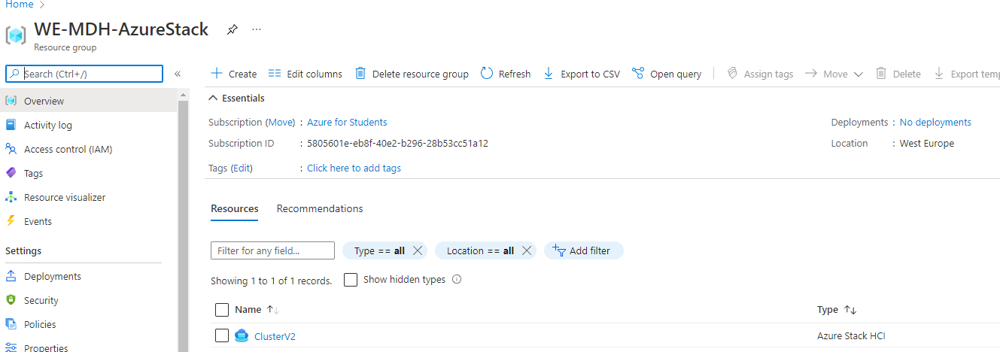 Home >
WE-MDH-AzureStack ...
Resource group
Search (Ctrl+/) «
Overview
Activity log
Access control (IAM)
Tags
Resource visualizer
Events
Settings
Deployments
Security
Policies
Properties
Create Edit columns Delete resource group Refresh Export to CSV Open query Assign tags Move Delete Export temp
Essentials
Subscription (Move) : Azure for Students Deployments : No deployments
Subscription ID : 5805601e-eb8f-40e2-b296-28b53cc51a12 Location : West Europe
Tags (Edit) : Click here to add tags
Resources Recommendations
Filter for any field... Type == all Location == all Add filter
Showing 1 to 1 of 1 records. Show hidden types
Name ↑↓ Type ↑↓
ClusterV2 Azure Stack HCI